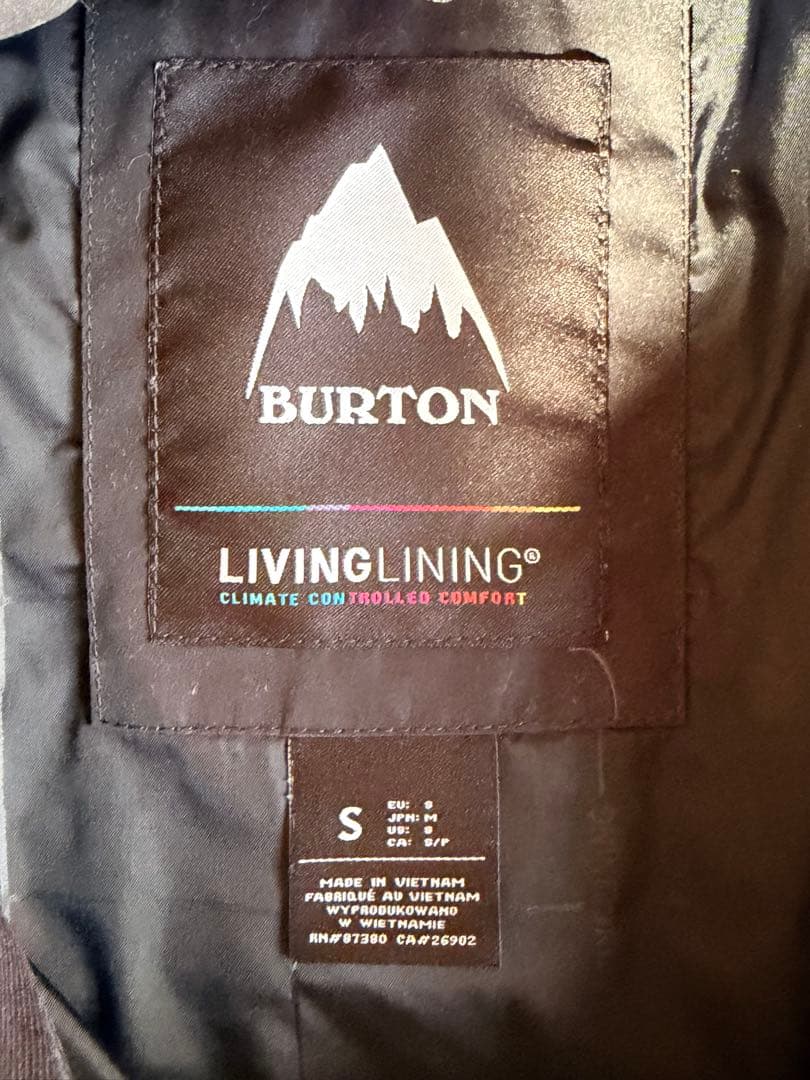 BURTON
LIVINGLINING®
CLIMATE CONTROLLED COMFORT
S
EU: S
JPN: M
US: S
CA: S/P
MADE IN VIETNAM
FABRIQUÉ AU VIETNAM
WYPRODUKOWANO
W WIETNAMIE
RN#87380 CA#26902